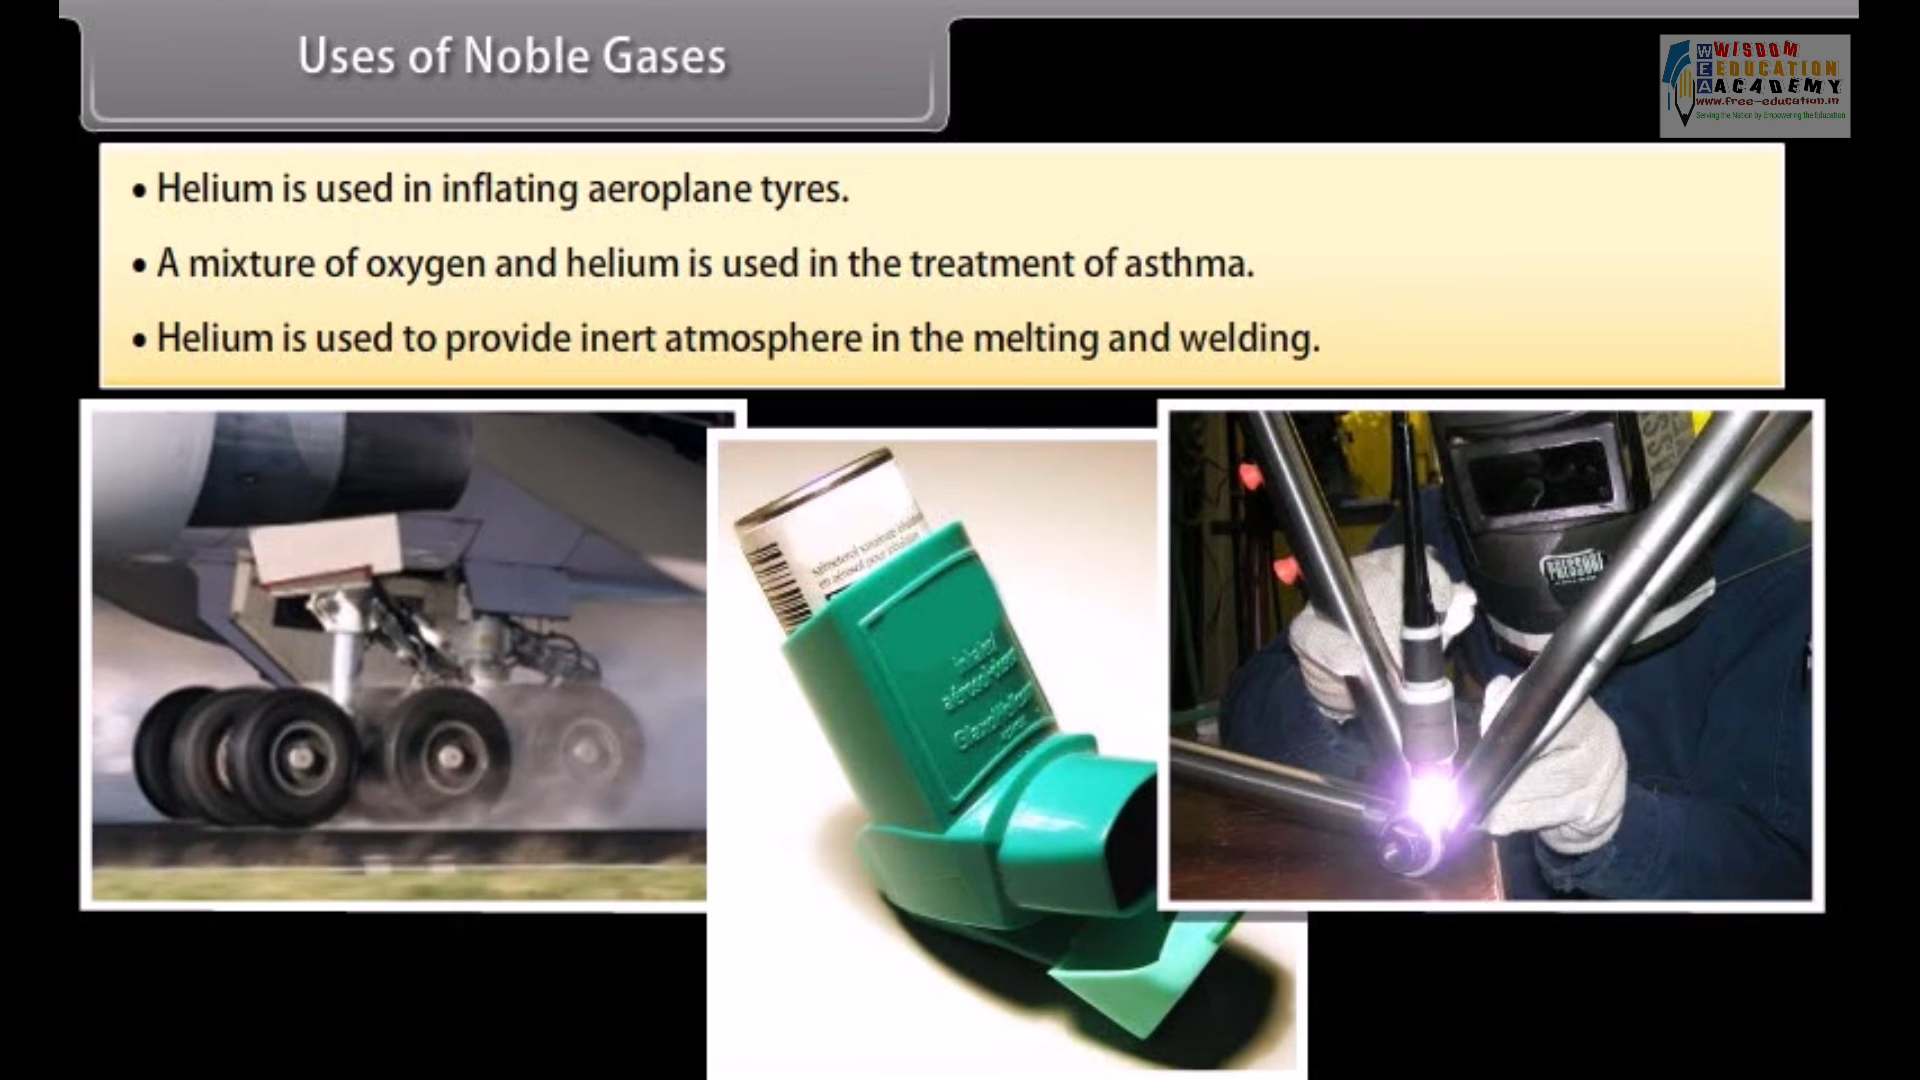 Uses of Noble Gases
WISDOM
EDUCATION
ACADEMY
WEA
www.free-education.in
Serving the Nation by Empowering the Education
• Helium is used in inflating aeroplane tyres.
• A mixture of oxygen and helium is used in the treatment of asthma.
• Helium is used to provide inert atmosphere in the melting and welding.